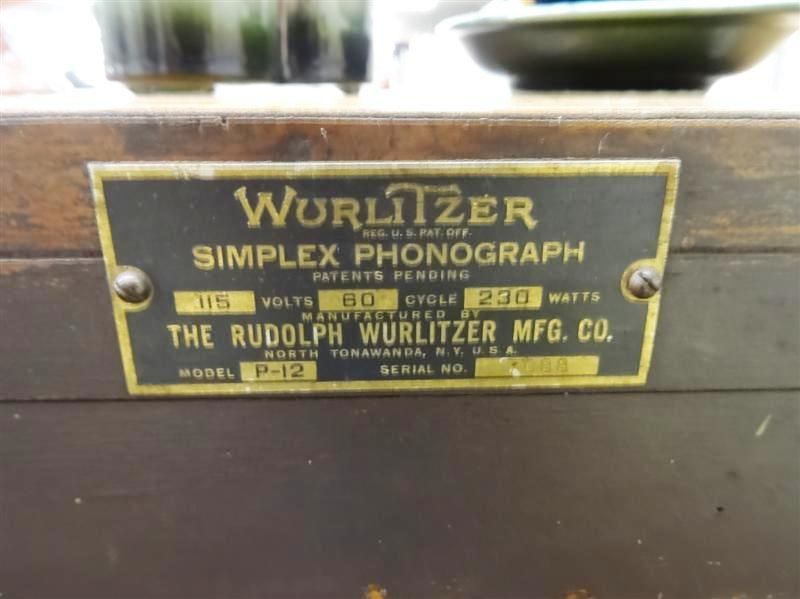 WURLITZER
REG. U. S. PAT. OFF.
SIMPLEX PHONOGRAPH
PATENTS PENDING
115 VOLTS 60 CYCLE 230 WATTS
MANUFACTURED BY
THE RUDOLPH WURLITZER MFG. CO.
NORTH TONAWANDA, N.Y. U.S.A.
MODEL P-12 SERIAL NO.